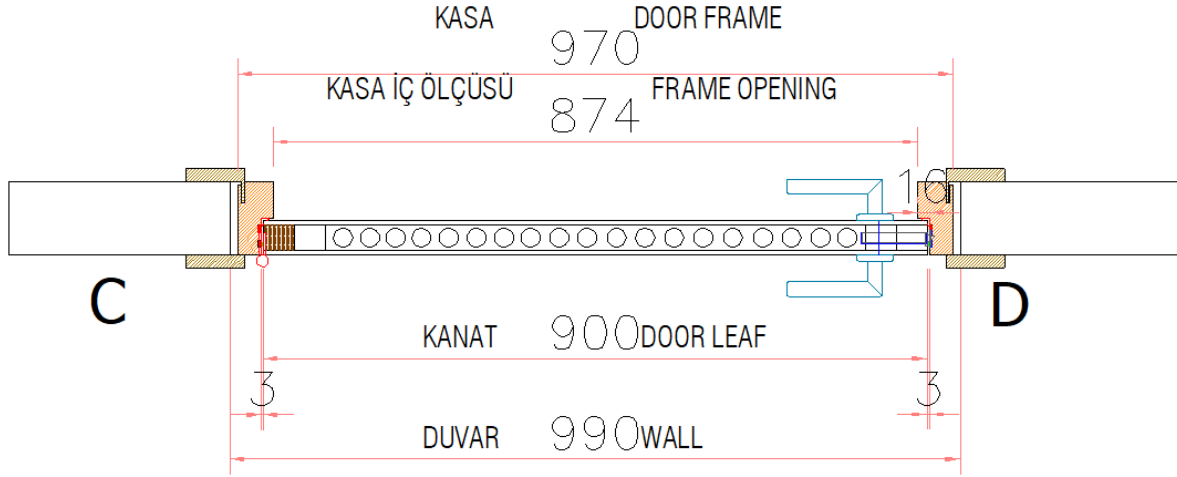 KASA DOOR FRAME
970
KASA İÇ ÖLÇÜSÜ FRAME OPENING
874
16
C D
KANAT 900 DOOR LEAF
3 3
DUVAR 990 WALL